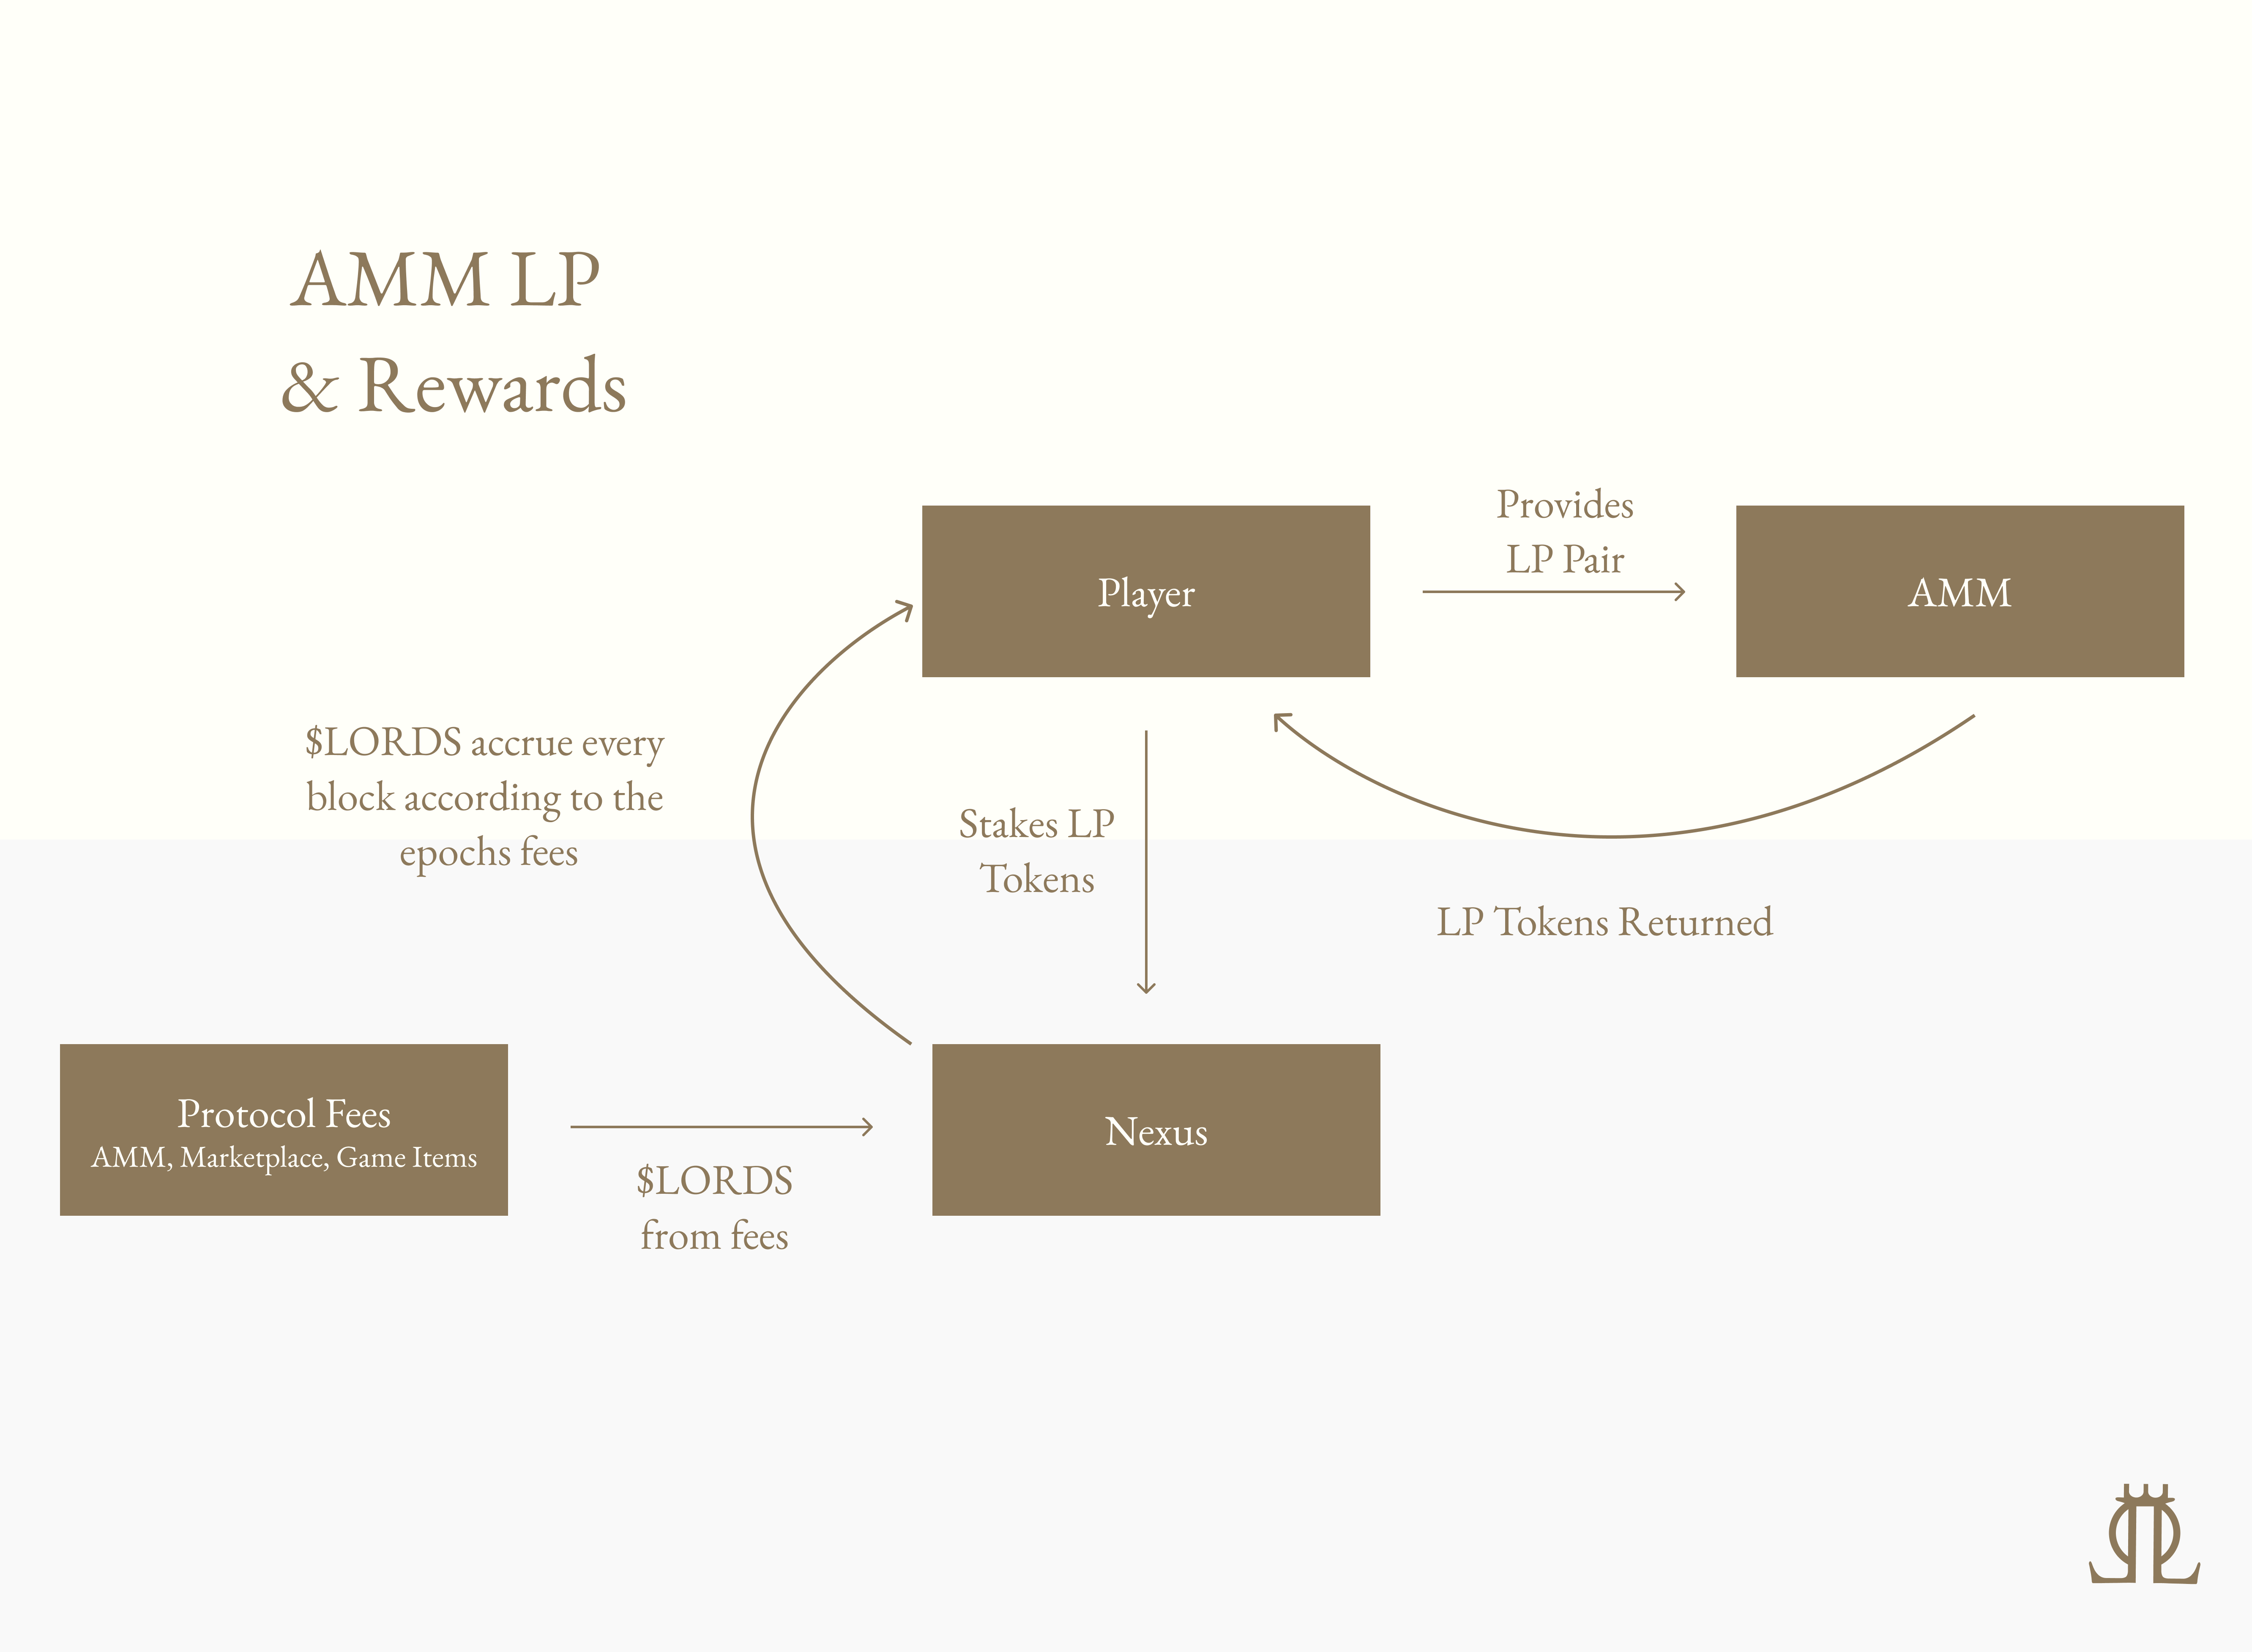 AMM LP
& Rewards
Provides
LP Pair
Player
AMM
$LORDS accrue every
block according to the
epochs fees
Stakes LP
Tokens
LP Tokens Returned
Protocol Fees
AMM, Marketplace, Game Items
Nexus
$LORDS
from fees